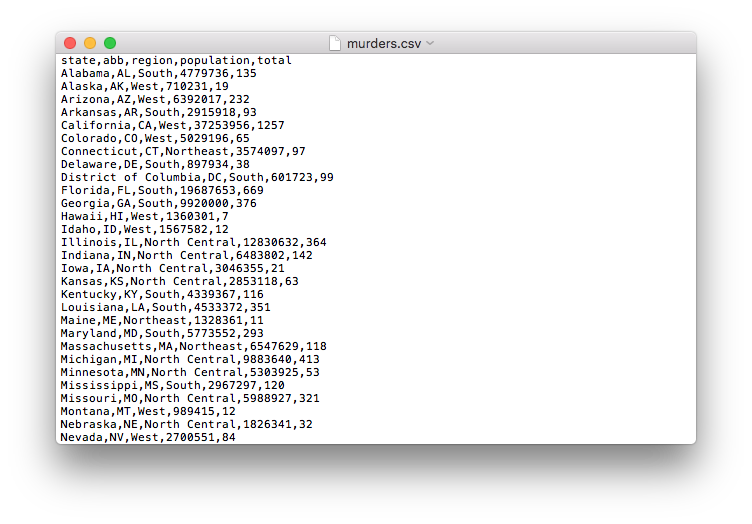 murders.csv
state,abb,region,population,total
Alabama,AL,South,4779736,135
Alaska,AK,West,710231,19
Arizona,AZ,West,6392017,232
Arkansas,AR,South,2915918,93
California,CA,West,37253956,1257
Colorado,CO,West,5029196,65
Connecticut,CT,Northeast,3574097,97
Delaware,DE,South,897934,38
District of Columbia,DC,South,601723,99
Florida,FL,South,19687653,669
Georgia,GA,South,9920000,376
Hawaii,HI,West,1360301,7
Idaho,ID,West,1567582,12
Illinois,IL,North Central,12830632,364
Indiana,IN,North Central,6483802,142
Iowa,IA,North Central,3046355,21
Kansas,KS,North Central,2853118,63
Kentucky,KY,South,4339367,116
Louisiana,LA,South,4533372,351
Maine,ME,Northeast,1328361,11
Maryland,MD,South,5773552,293
Massachusetts,MA,Northeast,6547629,118
Michigan,MI,North Central,9883640,413
Minnesota,MN,North Central,5303925,53
Mississippi,MS,South,2967297,120
Missouri,MO,North Central,5988927,321
Montana,MT,West,989415,12
Nebraska,NE,North Central,1826341,32
Nevada,NV,West,2700551,84